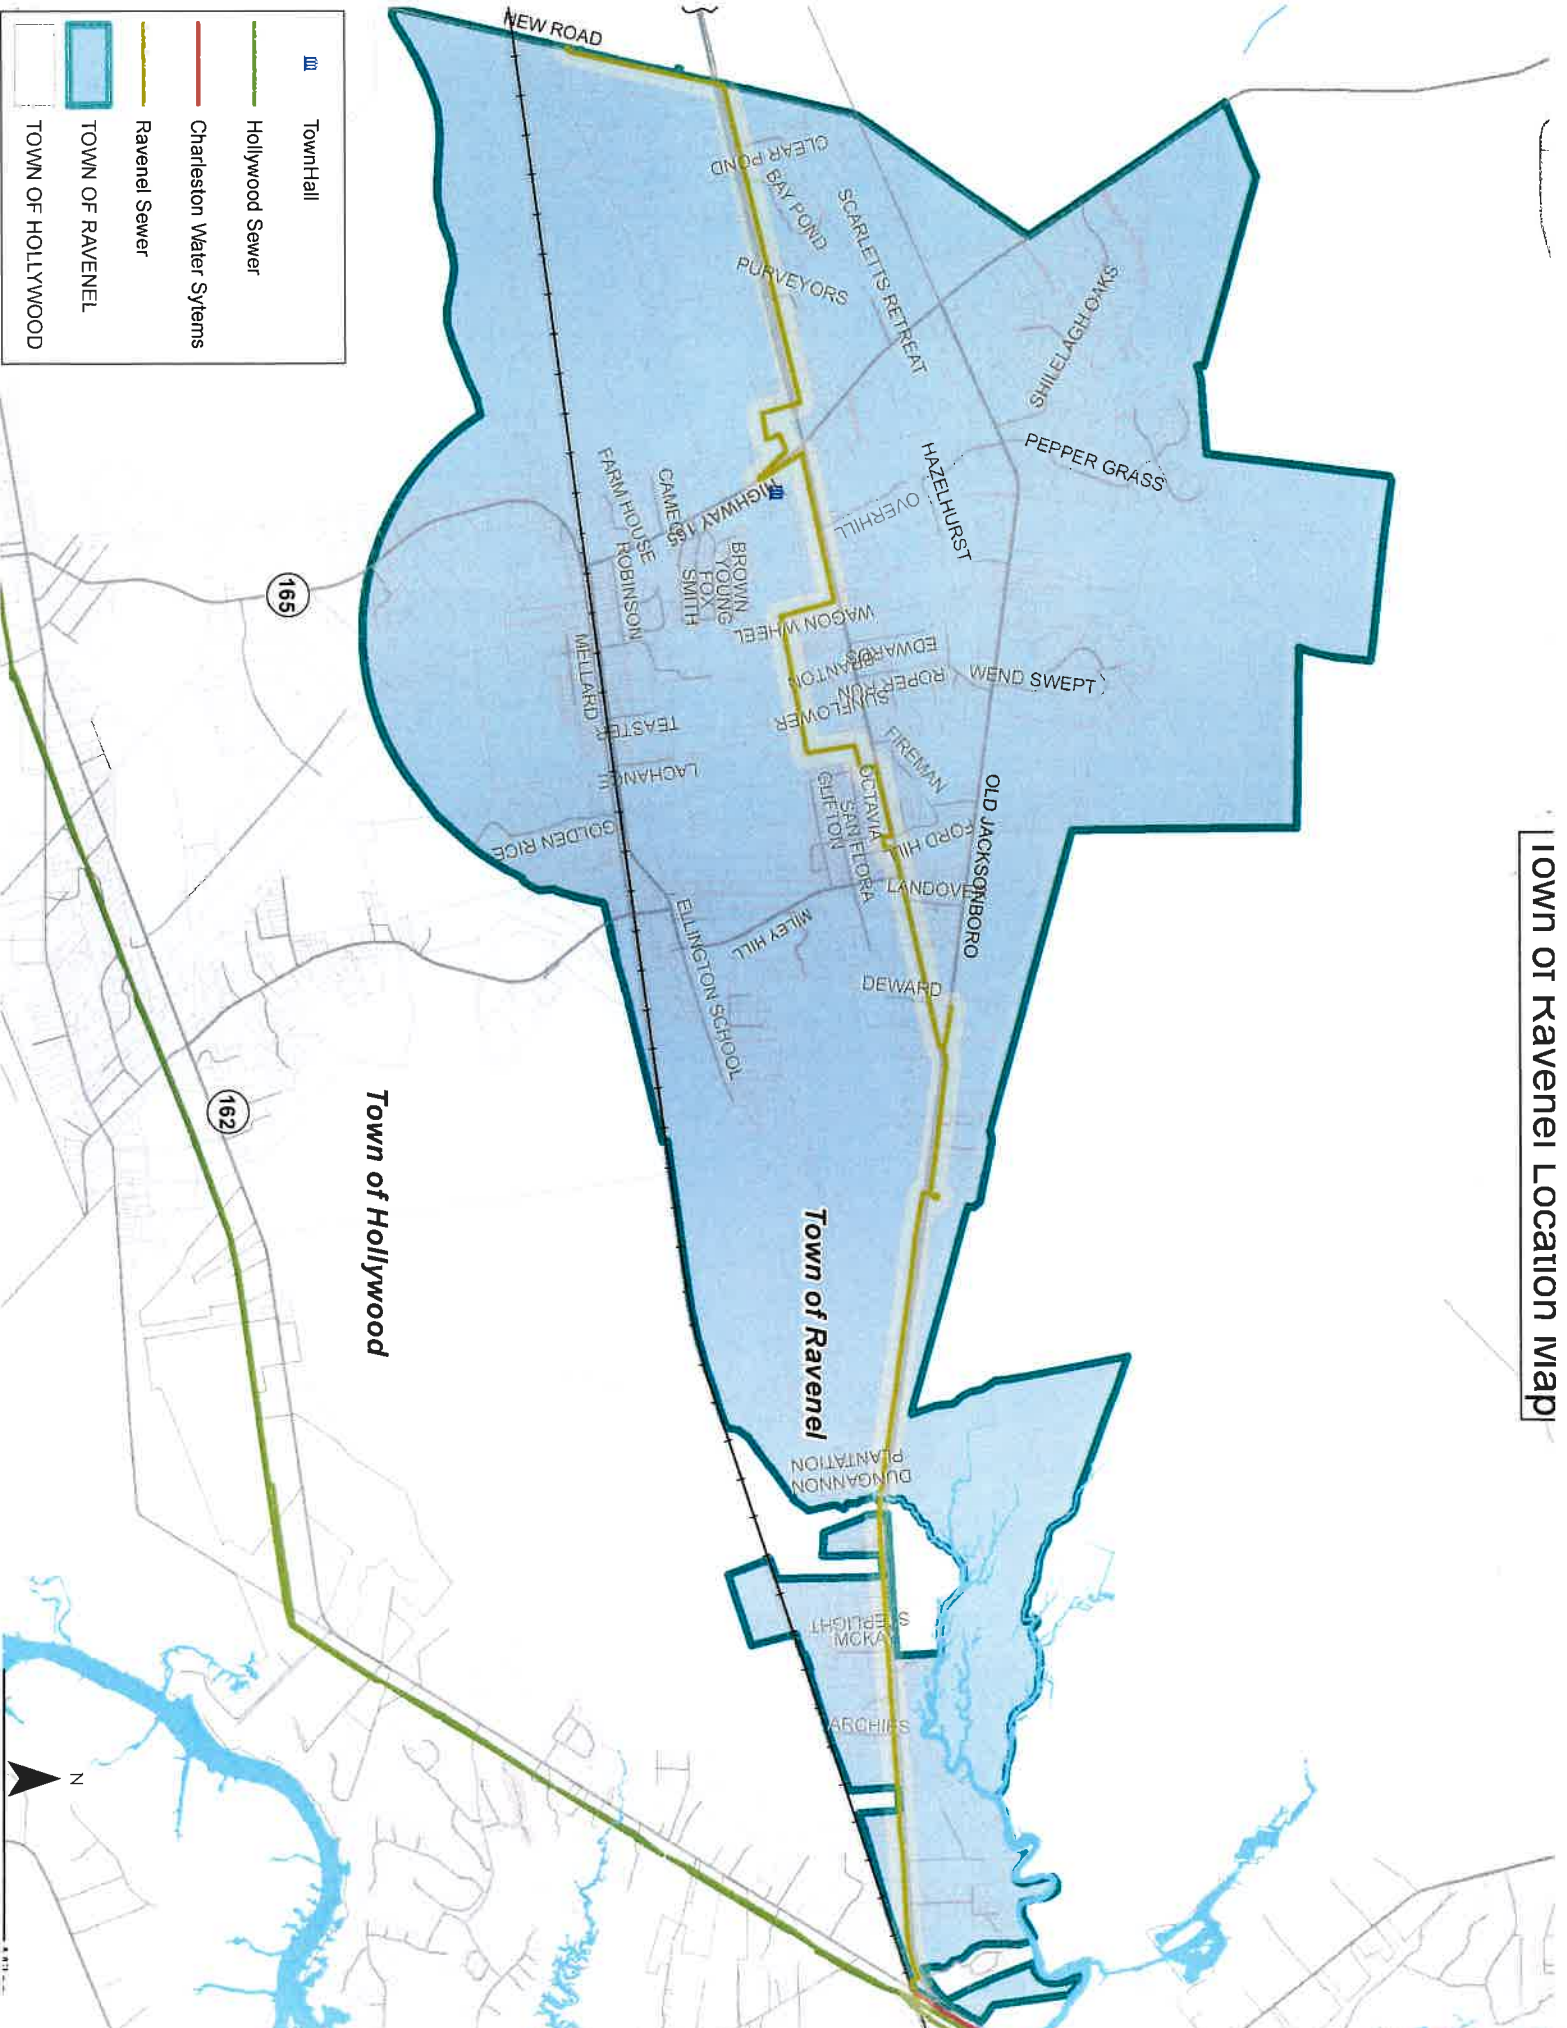 Town of Ravenel Location Map
NEW ROAD
CLEAR POND
BAY POND
SCARLETTS RETREAT
PURVEYORS
SHILELAGH OAKS
PEPPER GRASS
HAZELHURST
OVERHILL
HIGHWAY 165
CAMEO
FARM HOUSE
ROBINSON
BROWN
YOUNG
FOX
SMITH
WAGON WHEEL
EDWARDS
BRANTON
ROPER RUN
SUNFLOWER
WEND SWEPT
MELLARD
TEASTER
LACHANCE
FIREMAN
OCTAVIA
SAN FLORA
CLIFTON
FORD HILL
OLD JACKSONBORO
GOLDEN RICE
LANDOVER
MILEY HILL
ELLINGTON SCHOOL
DEWARD
Town of Ravenel
Town of Hollywood
DUNGANNON
PLANTATION
MCKAY
165
162
N
TownHall
Hollywood Sewer
Charleston Water Sytems
Ravenel Sewer
TOWN OF RAVENEL
TOWN OF HOLLYWOOD